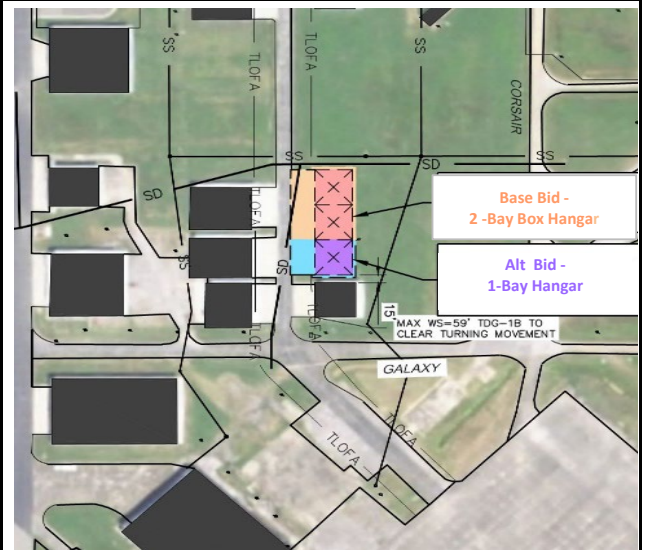 SS
TLOFA
TLOFA
SS
CORSAIR
SS
SD
SS
SD
TLOFA
TLOFA
Base Bid -
2 -Bay Box Hangar
SS
SD
Alt Bid -
1-Bay Hangar
15'
MAX WS=59' TDG-1B TO
CLEAR TURNING MOVEMENT
TLOFA
TLOFA
GALAXY
TLOFA
TLOFA